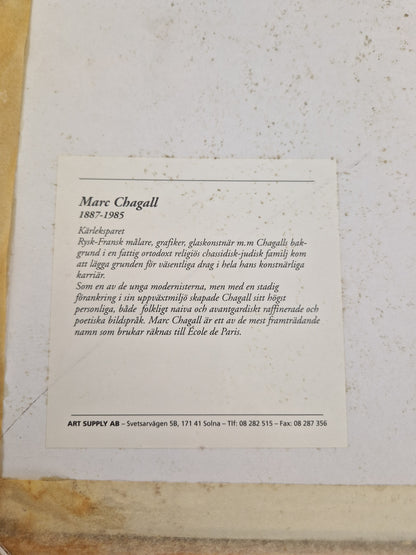 Marc Chagall
1887-1985
Kärleksparet
Rysk-Fransk målare, grafiker, glaskonstnär m.m Chagalls bak-
grund i en fattig ortodoxt religiös chassidisk-judisk familj kom
att lägga grunden för väsentliga drag i hela hans konstnärliga
karriär.
Som en av de unga modernisterna, men med en stadig
förankring i sin uppväxtmiljö skapade Chagall sitt högst
personliga, både folkligt naiva och avantgardiskt raffinerade och
poetiska bildspråk. Marc Chagall är ett av de mest framträdande
namn som brukar räknas till École de Paris.
ART SUPPLY AB – Svetsarvägen 5B, 171 41 Solna – Tlf: 08 282 515 – Fax: 08 287 356